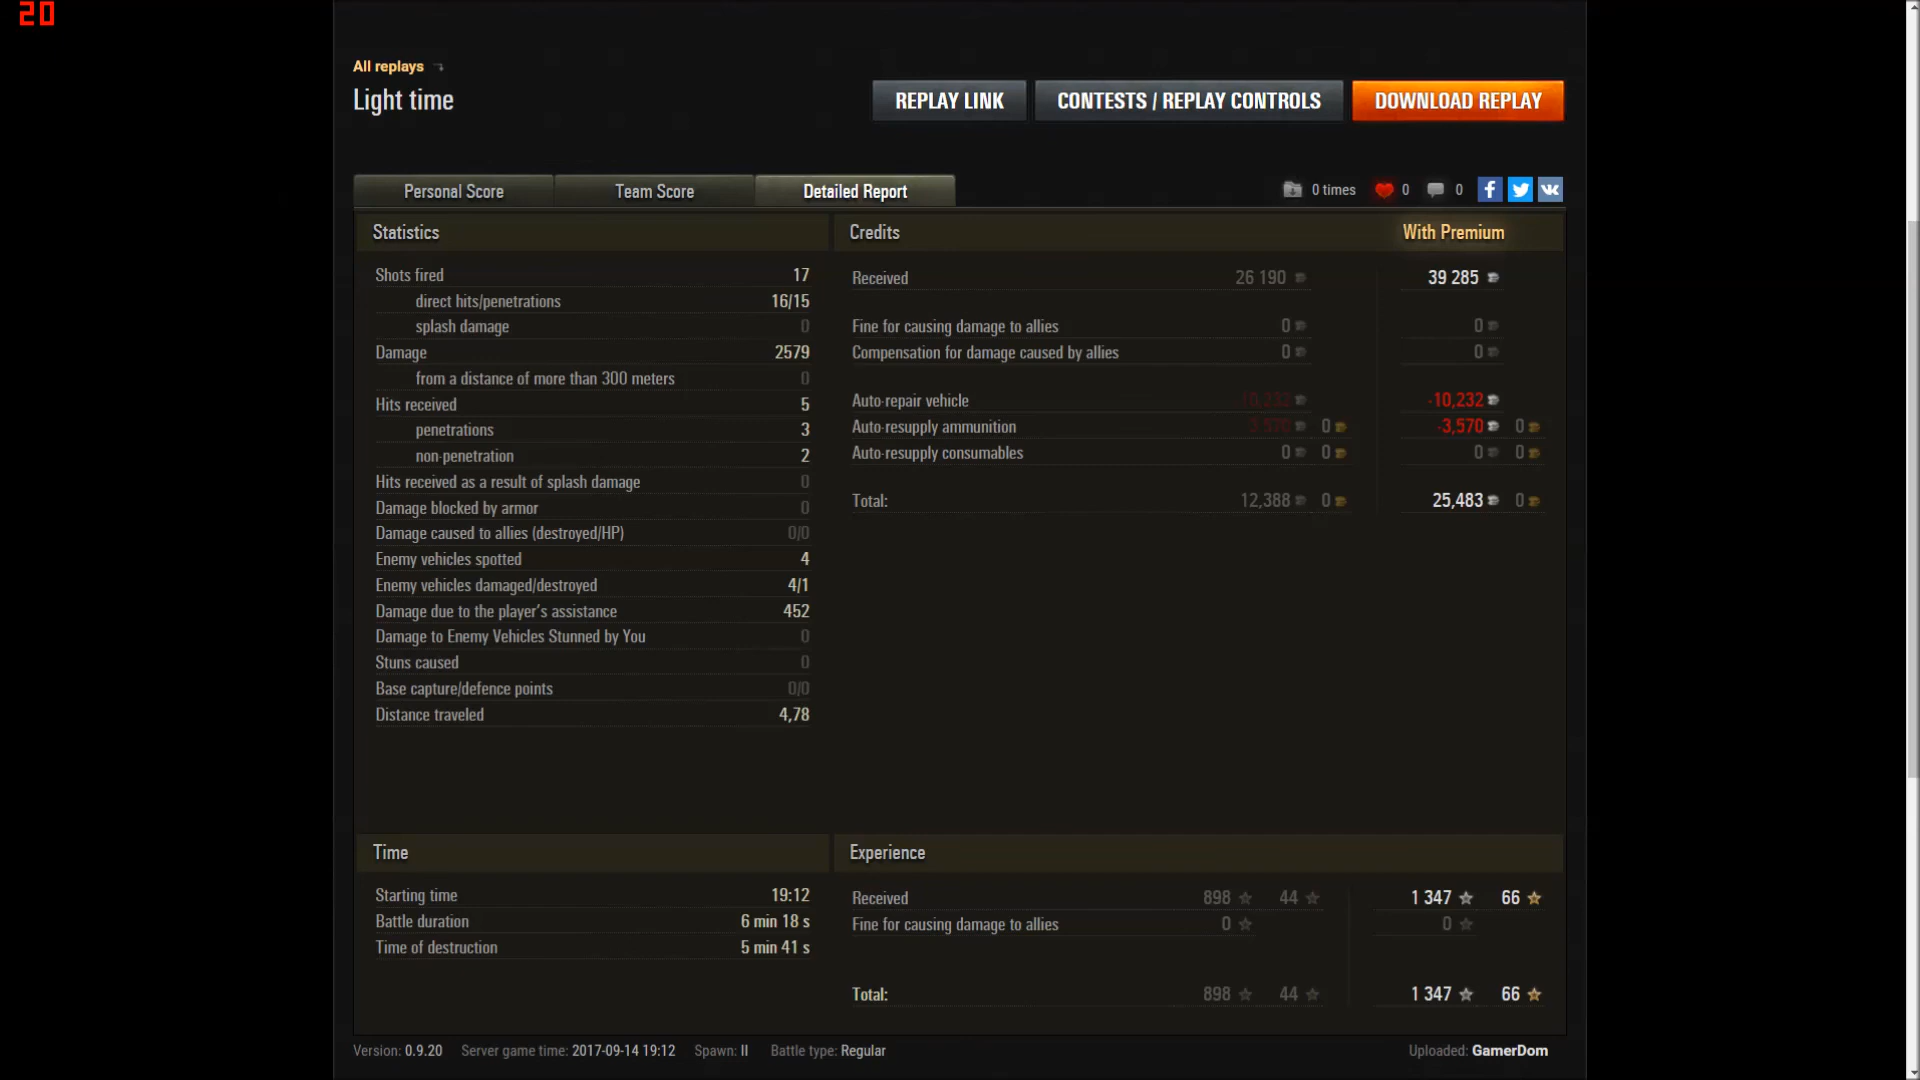 20
All replays
Light time
REPLAY LINK CONTESTS / REPLAY CONTROLS DOWNLOAD REPLAY
Personal Score Team Score Detailed Report 0 times 0 0
Statistics
Shots fired 17
direct hits/penetrations 16/15
splash damage 0
Damage 2579
from a distance of more than 300 meters 0
Hits received 5
penetrations 3
non-penetration 2
Hits received as a result of splash damage 0
Damage blocked by armor 0
Damage caused to allies (destroyed/HP) 0/0
Enemy vehicles spotted 4
Enemy vehicles damaged/destroyed 4/1
Damage due to the player's assistance 452
Damage to Enemy Vehicles Stunned by You 0
Stuns caused 0
Base capture/defence points 0/0
Distance traveled 4,78
Credits With Premium
Received 26 190 39 285
Fine for causing damage to allies 0 0
Compensation for damage caused by allies 0 0
Auto-repair vehicle -10,232 -10,232
Auto-resupply ammunition -3,570 0 -3,570 0
Auto-resupply consumables 0 0 0 0
Total: 12,388 0 25,483 0
Time
Starting time 19:12
Battle duration 6 min 18 s
Time of destruction 5 min 41 s
Experience
Received 898 44 1 347 66
Fine for causing damage to allies 0 0
Total: 898 44 1 347 66
Version: 0.9.20 Server game time: 2017-09-14 19:12 Spawn: II Battle type: Regular Uploaded: GamerDom